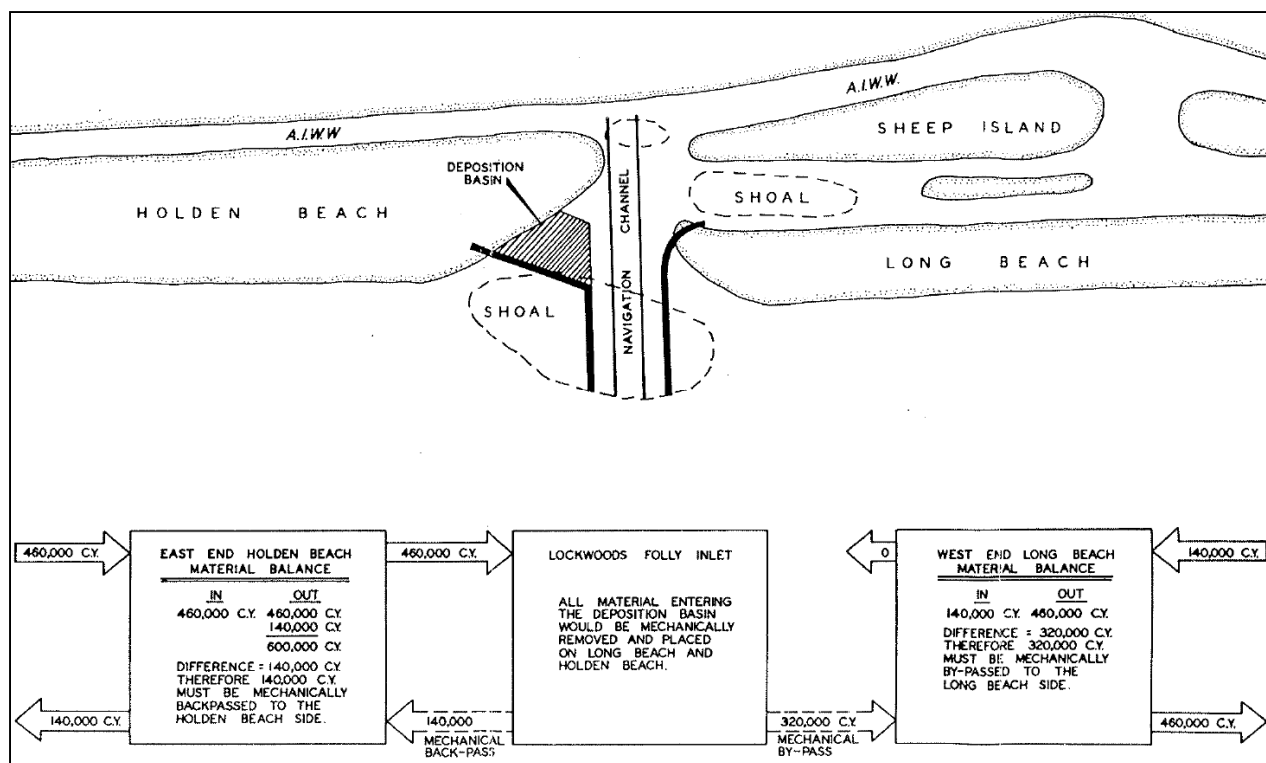 A.I.W.W.
A.I.W.W
SHEEP ISLAND
DEPOSITION
BASIN
HOLDEN BEACH
NAVIGATION CHANNEL
SHOAL
LONG BEACH
SHOAL
460,000 C.Y.
EAST END HOLDEN BEACH
MATERIAL BALANCE
IN OUT
460,000 C.Y. 460,000 C.Y.
140,000 C.Y.
600,000 C.Y.
DIFFERENCE = 140,000 C.Y.
THEREFORE 140,000 C.Y.
MUST BE MECHANICALLY
BACKPASSED TO THE
HOLDEN BEACH SIDE.
140,000 C.Y.
460,000 C.Y.
LOCKWOODS FOLLY INLET
ALL MATERIAL ENTERING
THE DEPOSITION BASIN
WOULD BE MECHANICALLY
REMOVED AND PLACED
ON LONG BEACH AND
HOLDEN BEACH.
140,000
MECHANICAL
BACK-PASS
320,000 C.Y.
MECHANICAL
BY-PASS
0
WEST END LONG BEACH
MATERIAL BALANCE
IN OUT
140,000 C.Y. 460,000 C.Y.
DIFFERENCE = 320,000 C.Y.
THEREFORE 320,000 C.Y.
MUST BE MECHANICALLY
BY-PASSED TO THE
LONG BEACH SIDE.
140,000 C.Y.
460,000 C.Y.